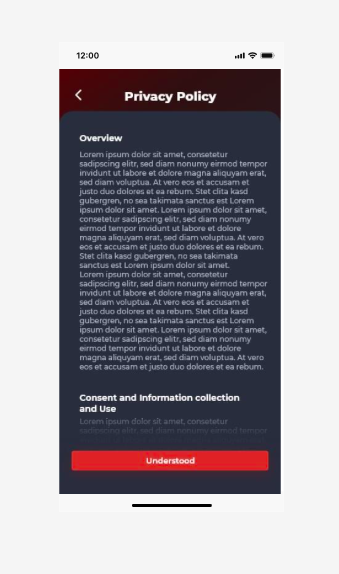 12:00
Privacy Policy
Overview
Lorem ipsum dolor sit amet, consetetur
sadipscing elitr, sed diam nonumy eirmod tempor
invidunt ut labore et dolore magna aliquyam erat,
sed diam voluptua. At vero eos et accusam et
justo duo dolores et ea rebum. Stet clita kasd
gubergren, no sea takimata sanctus est Lorem
ipsum dolor sit amet. Lorem ipsum dolor sit amet,
consetetur sadipscing elitr, sed diam nonumy
eirmod tempor invidunt ut labore et dolore
magna aliquyam erat, sed diam voluptua. At vero
eos et accusam et justo duo dolores et ea rebum.
Stet clita kasd gubergren, no sea takimata
sanctus est Lorem ipsum dolor sit amet.
Lorem ipsum dolor sit amet, consetetur
sadipscing elitr, sed diam nonumy eirmod tempor
invidunt ut labore et dolore magna aliquyam erat,
sed diam voluptua. At vero eos et accusam et
justo duo dolores et ea rebum. Stet clita kasd
gubergren, no sea takimata sanctus est Lorem
ipsum dolor sit amet. Lorem ipsum dolor sit amet,
consetetur sadipscing elitr, sed diam nonumy
eirmod tempor invidunt ut labore et dolore
magna aliquyam erat, sed diam voluptua. At vero
eos et accusam et justo duo dolores et ea rebum.
Consent and Information collection
and Use
Lorem ipsum dolor sit amet, consetetur
sadipscing elitr, sed diam nonumy eirmod tempor
Understood